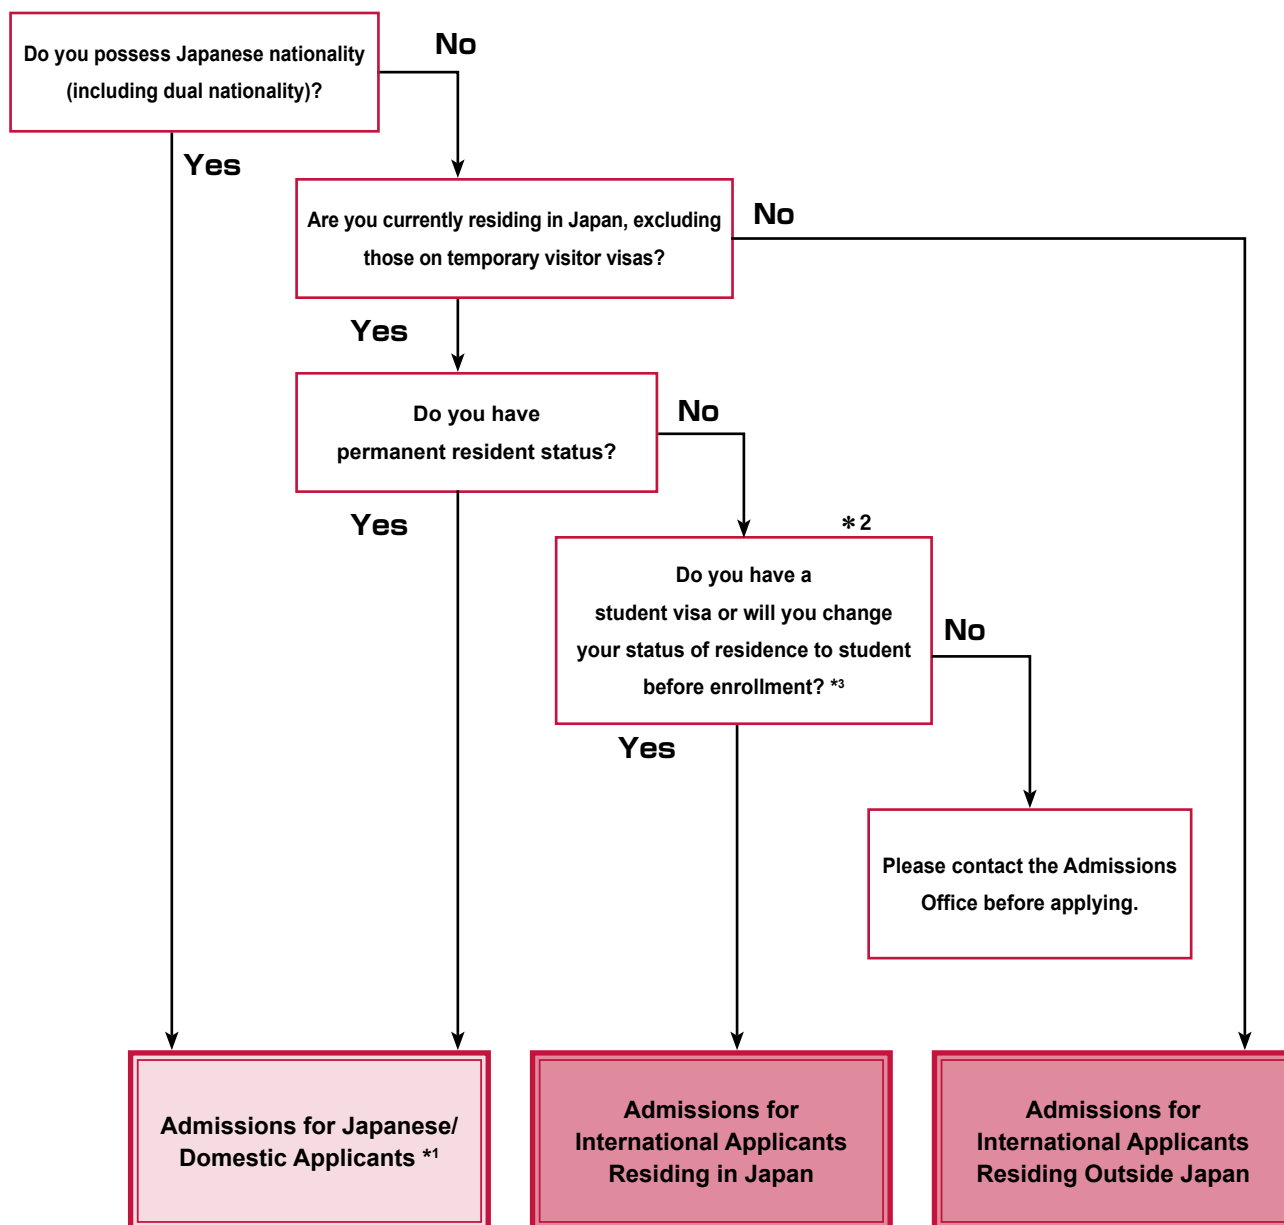 Do you possess Japanese nationality
(including dual nationality)?
No
Yes
Are you currently residing in Japan, excluding
those on temporary visitor visas?
No
Yes
Do you have
permanent resident status?
No
Yes
＊2
Do you have a
student visa or will you change
your status of residence to student
before enrollment? *3
No
Yes
Please contact the Admissions
Office before applying.
Admissions for Japanese/
Domestic Applicants *1
Admissions for
International Applicants
Residing in Japan
Admissions for
International Applicants
Residing Outside Japan